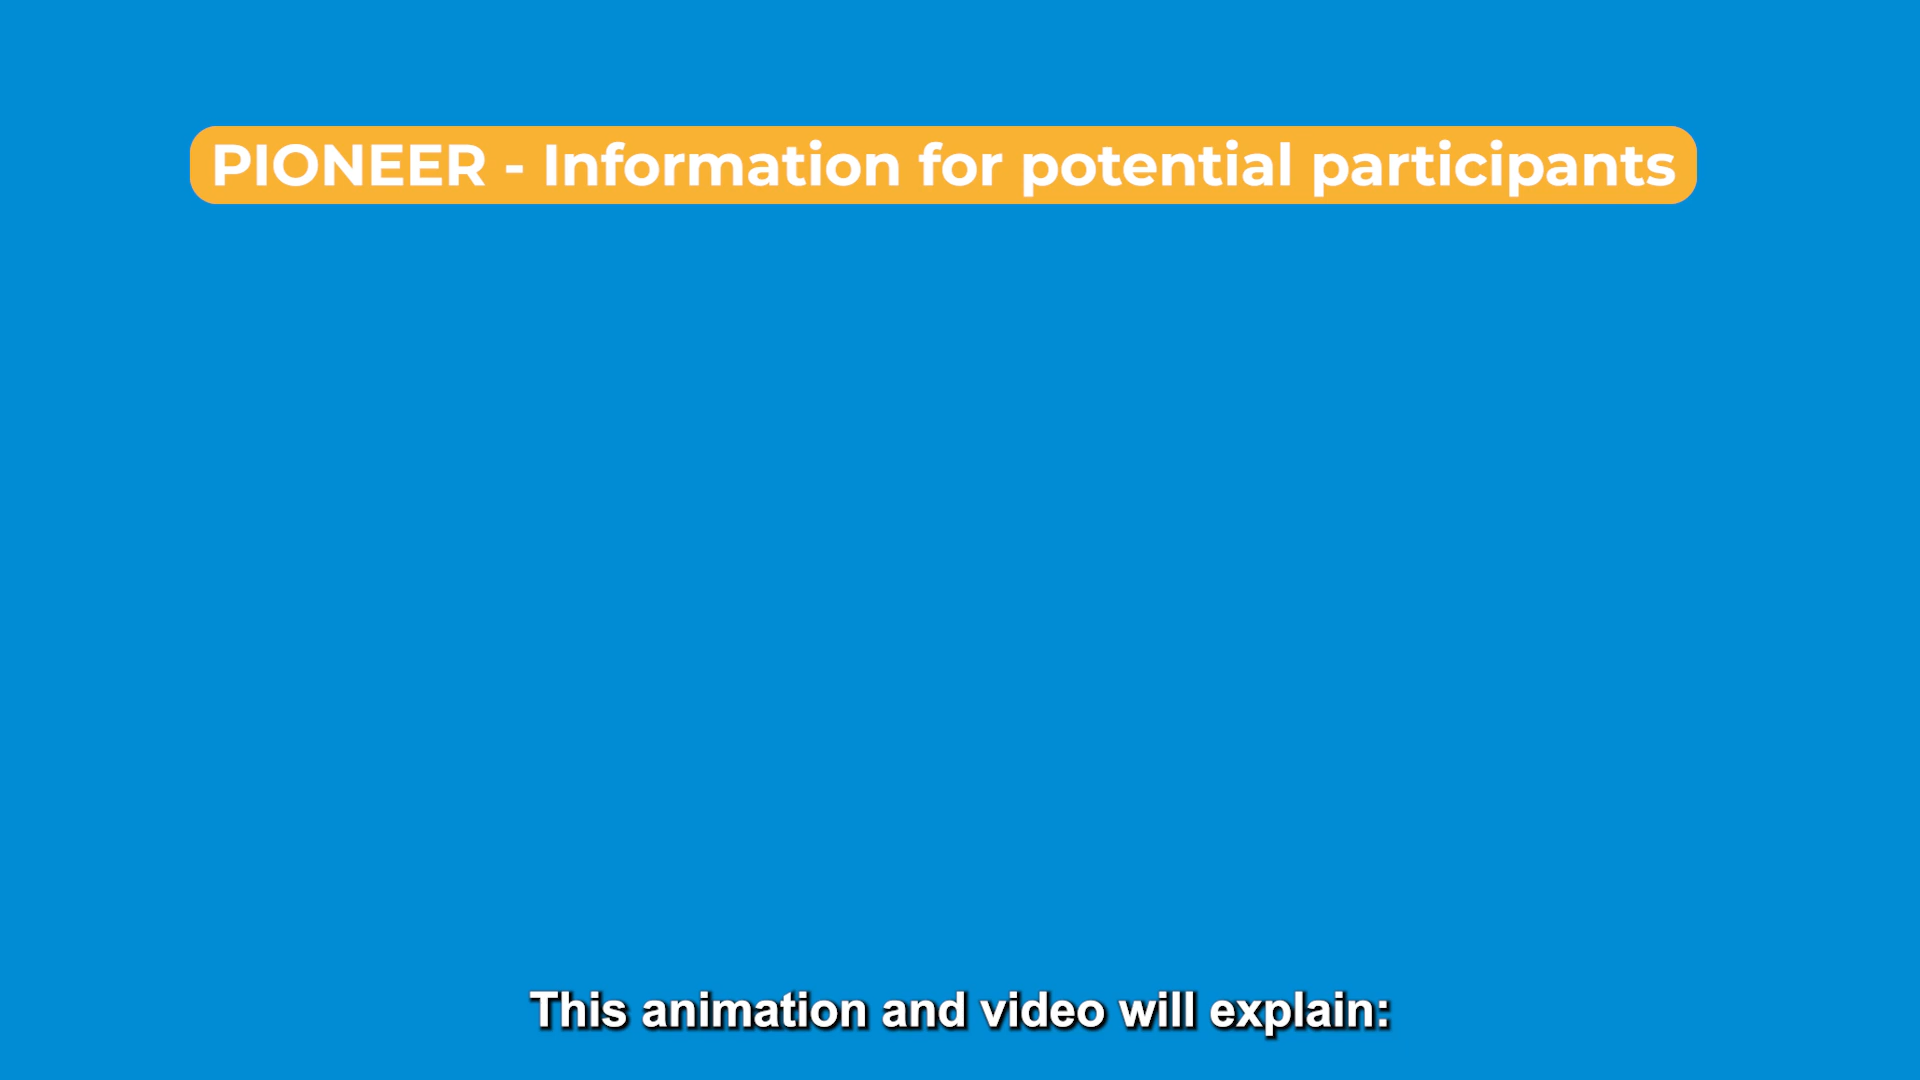 PIONEER - Information for potential participants
This animation and video will explain: